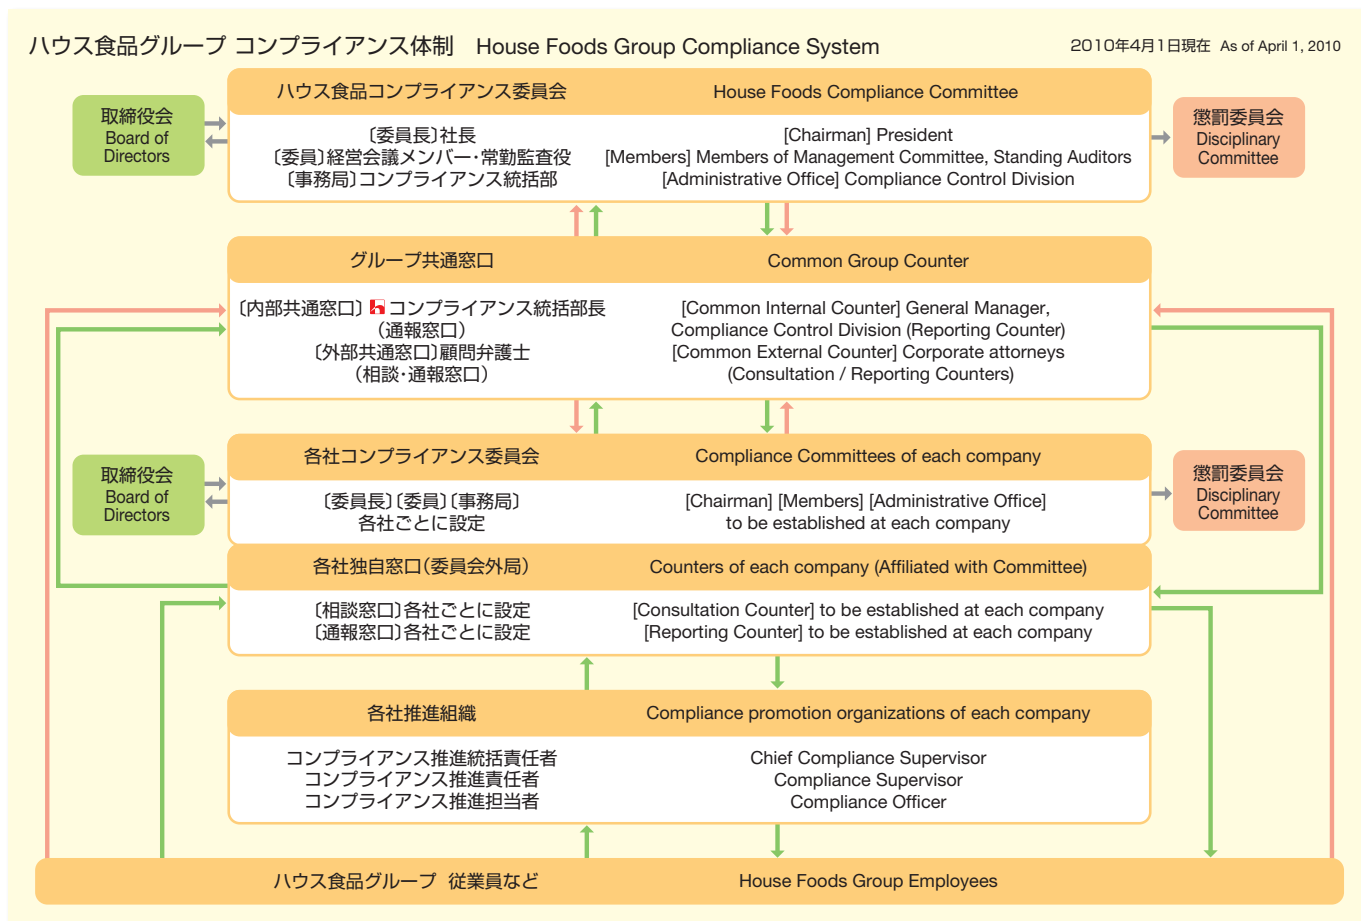 ハウス食品グループ コンプライアンス体制 House Foods Group Compliance System
2010年4月1日現在 As of April 1, 2010
取締役会
Board of
Directors
ハウス食品コンプライアンス委員会 House Foods Compliance Committee
〔委員長〕社長
〔委員〕経営会議メンバー・常勤監査役
〔事務局〕コンプライアンス統括部
[Chairman] President
[Members] Members of Management Committee, Standing Auditors
[Administrative Office] Compliance Control Division
懲罰委員会
Disciplinary
Committee
グループ共通窓口 Common Group Counter
〔内部共通窓口〕コンプライアンス統括部長
(通報窓口)
〔外部共通窓口〕顧問弁護士
(相談・通報窓口)
[Common Internal Counter] General Manager,
Compliance Control Division (Reporting Counter)
[Common External Counter] Corporate attorneys
(Consultation / Reporting Counters)
取締役会
Board of
Directors
各社コンプライアンス委員会 Compliance Committees of each company
〔委員長〕〔委員〕〔事務局〕
各社ごとに設定
[Chairman] [Members] [Administrative Office]
to be established at each company
懲罰委員会
Disciplinary
Committee
各社独自窓口(委員会外局) Counters of each company (Affiliated with Committee)
〔相談窓口〕各社ごとに設定
〔通報窓口〕各社ごとに設定
[Consultation Counter] to be established at each company
[Reporting Counter] to be established at each company
各社推進組織 Compliance promotion organizations of each company
コンプライアンス推進統括責任者
コンプライアンス推進責任者
コンプライアンス推進担当者
Chief Compliance Supervisor
Compliance Supervisor
Compliance Officer
ハウス食品グループ 従業員など House Foods Group Employees